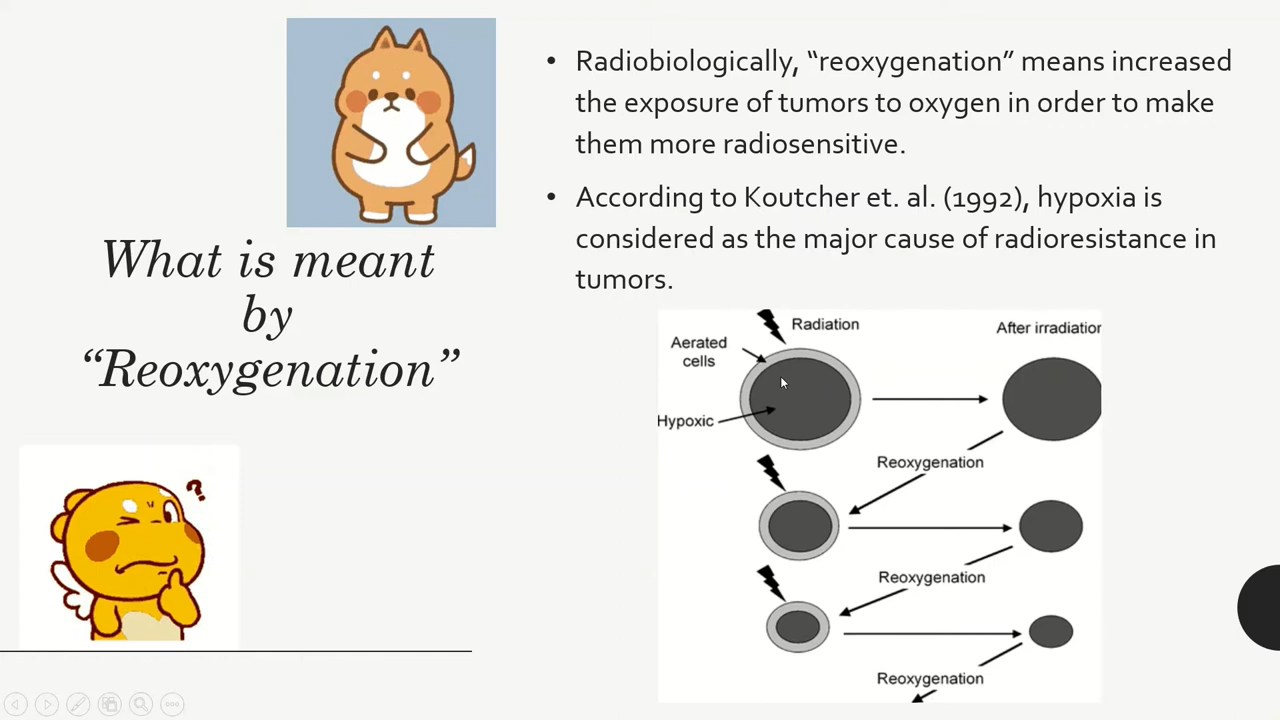 What is meant
by
“Reoxygenation”
• Radiobiologically, “reoxygenation” means increased
the exposure of tumors to oxygen in order to make
them more radiosensitive.
• According to Koutcher et. al. (1992), hypoxia is
considered as the major cause of radioresistance in
tumors.
Radiation
After irradiation
Aerated
cells
Hypoxic
Reoxygenation
Reoxygenation
Reoxygenation
?